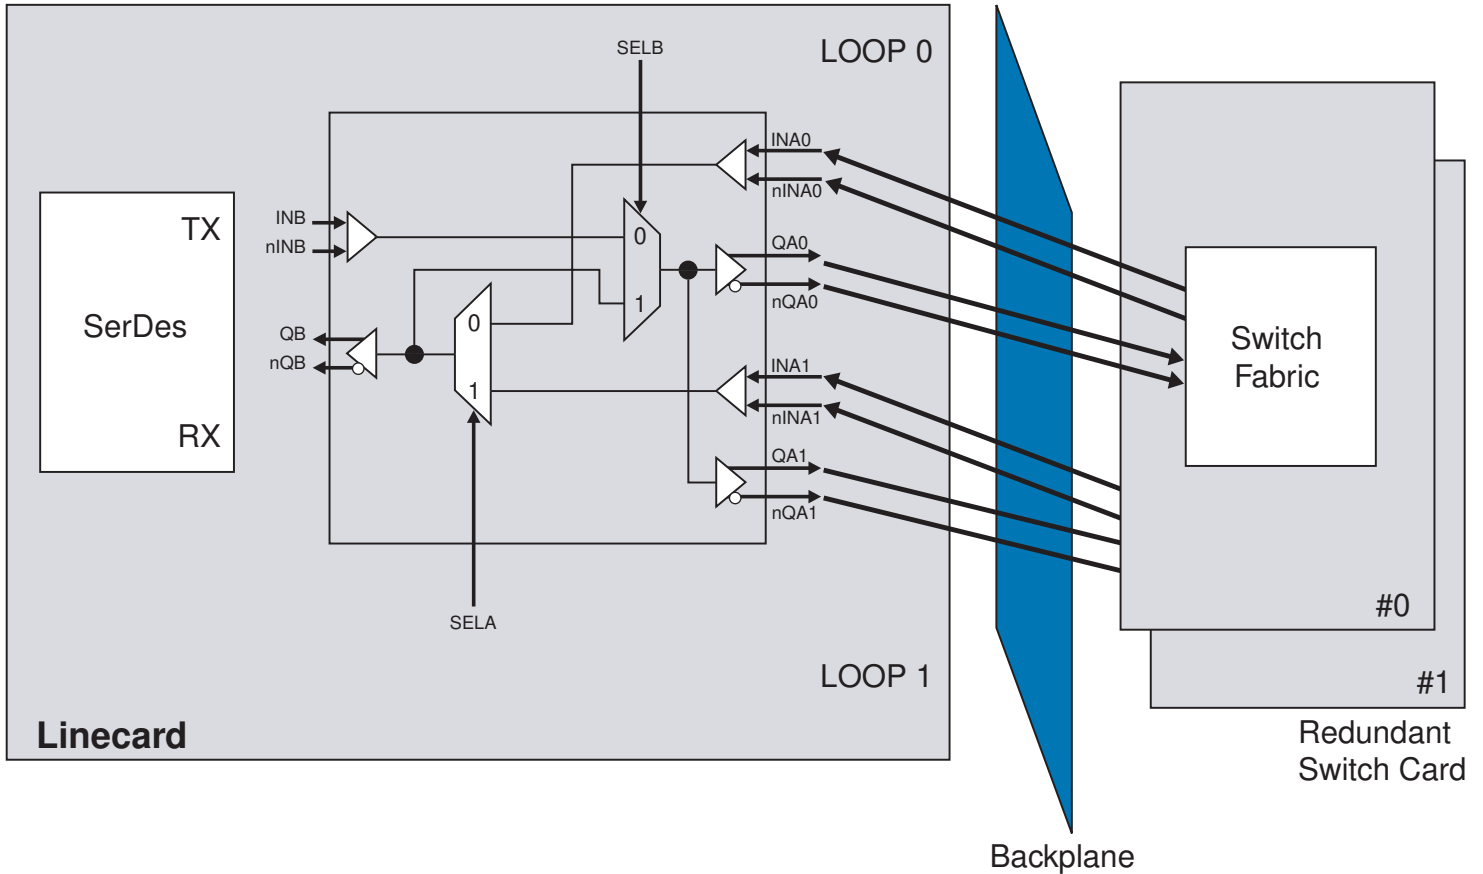 SELB
LOOP 0
INA0
nINA0
TX
INB
nINB
0
QA0
nQA0
1
SerDes
QB
nQB
0
1
INA1
nINA1
RX
QA1
nQA1
SELA
LOOP 1
Linecard
Switch
Fabric
#0
#1
Redundant
Switch Card
Backplane